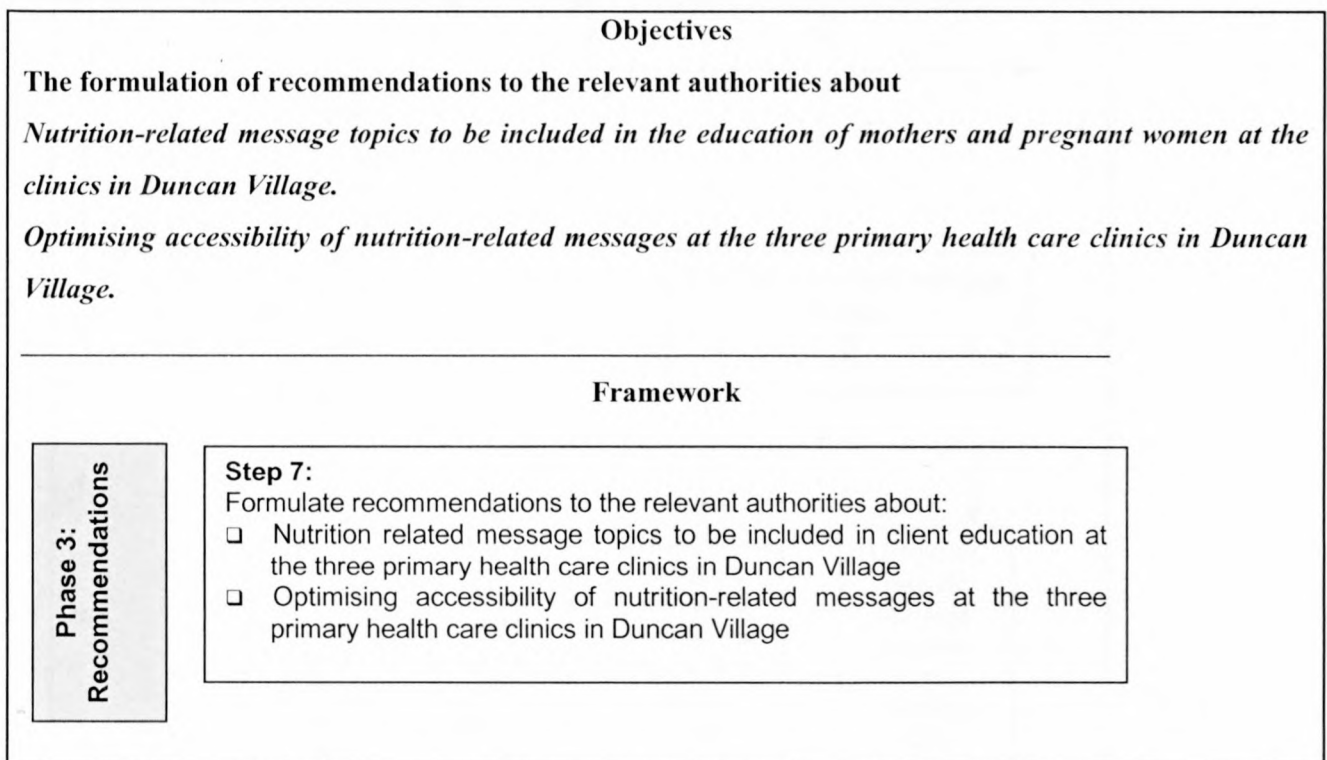 Objectives
The formulation of recommendations to the relevant authorities about
Nutrition-related message topics to be included in the education of mothers and pregnant women at the
clinics in Duncan Village.
Optimising accessibility of nutrition-related messages at the three primary health care clinics in Duncan
Village.
Framework
Phase 3:
Recommendations
Step 7:
Formulate recommendations to the relevant authorities about:
❑ Nutrition related message topics to be included in client education at
the three primary health care clinics in Duncan Village
❑ Optimising accessibility of nutrition-related messages at the three
primary health care clinics in Duncan Village